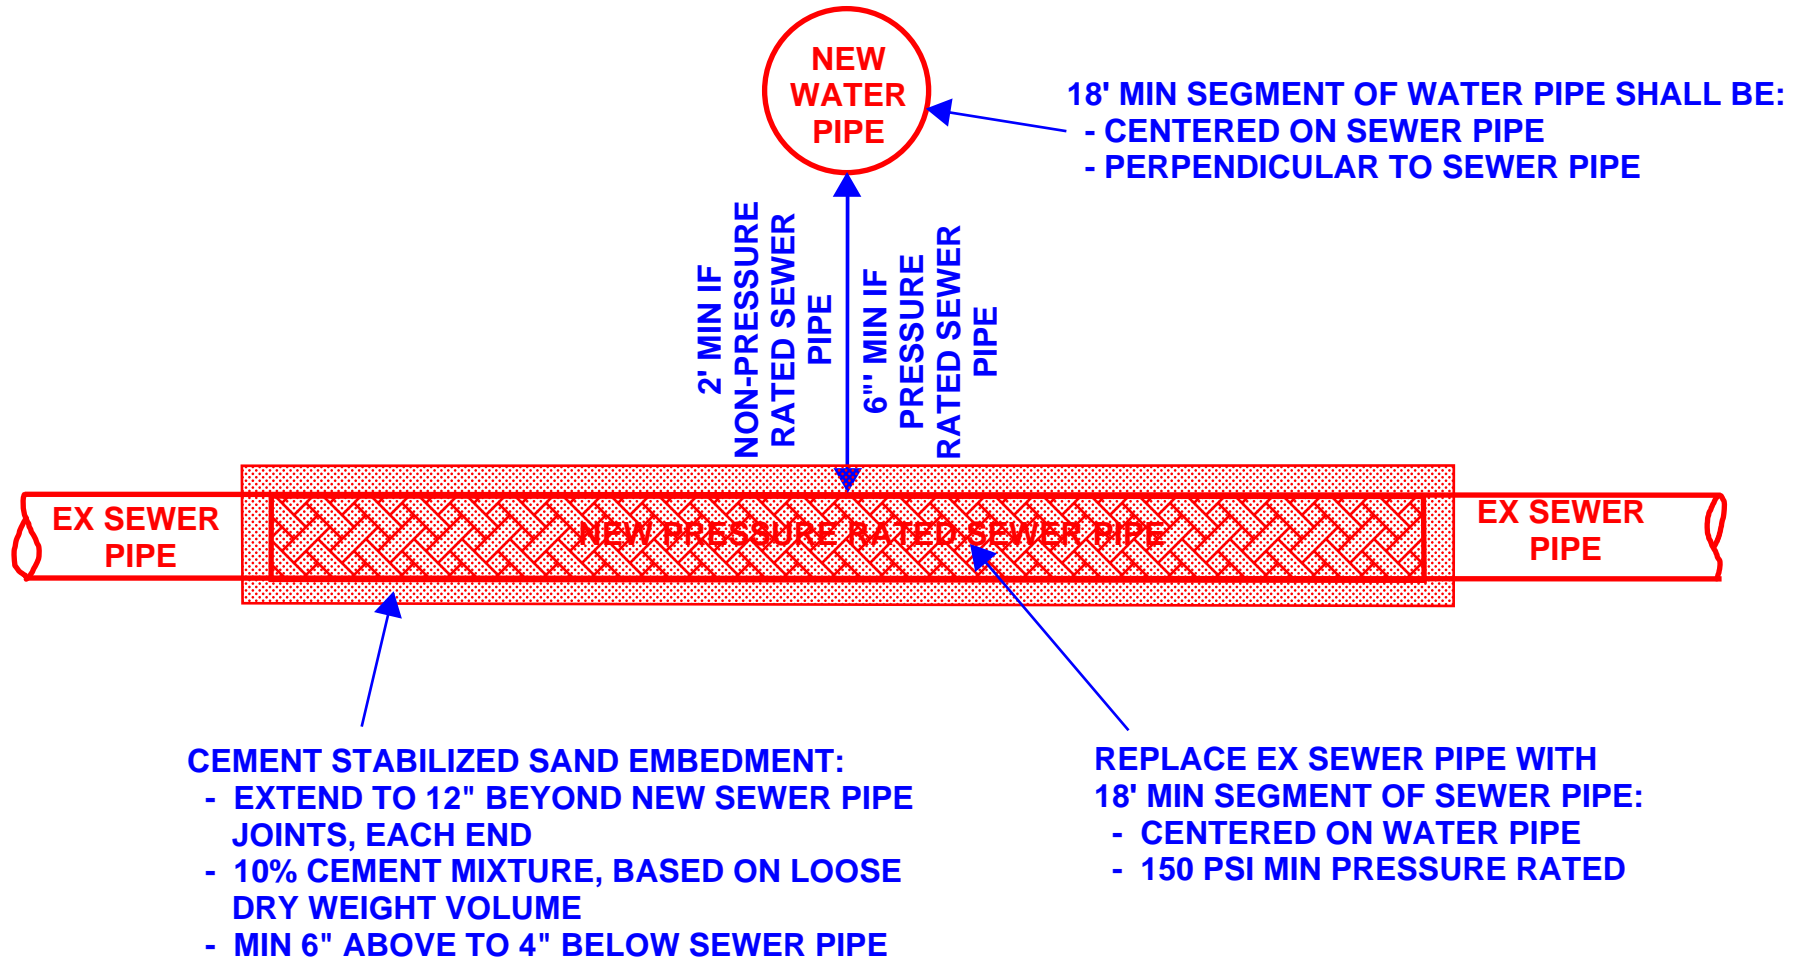 NEW
WATER
PIPE
18' MIN SEGMENT OF WATER PIPE SHALL BE:
- CENTERED ON SEWER PIPE
- PERPENDICULAR TO SEWER PIPE
2' MIN IF
NON-PRESSURE
RATED SEWER
PIPE
6"' MIN IF
PRESSURE
RATED SEWER
PIPE
EX SEWER
PIPE
NEW PRESSURE RATED SEWER PIPE
EX SEWER
PIPE
CEMENT STABILIZED SAND EMBEDMENT:
- EXTEND TO 12" BEYOND NEW SEWER PIPE
JOINTS, EACH END
- 10% CEMENT MIXTURE, BASED ON LOOSE
DRY WEIGHT VOLUME
- MIN 6" ABOVE TO 4" BELOW SEWER PIPE
REPLACE EX SEWER PIPE WITH
18' MIN SEGMENT OF SEWER PIPE:
- CENTERED ON WATER PIPE
- 150 PSI MIN PRESSURE RATED